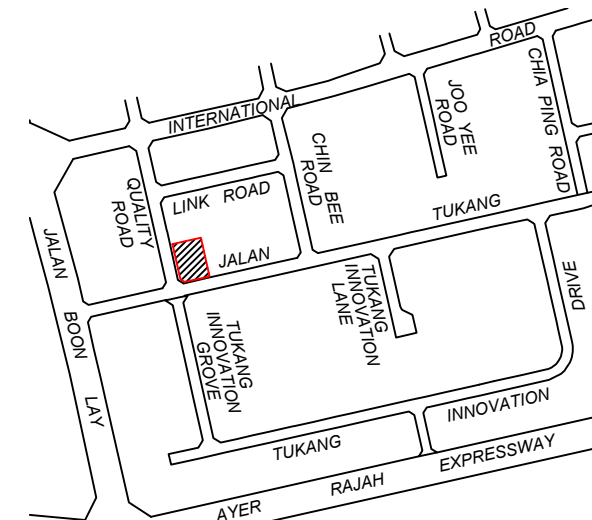 ROAD
INTERNATIONAL
JOO YEE
ROAD
CHIA PING ROAD
CHIN BEE
ROAD
QUALITY
ROAD
LINK ROAD
TUKANG
JALAN
JALAN
BOON
LAY
TUKANG
INNOVATION
LANE
DRIVE
TUKANG
INNOVATION
GROVE
INNOVATION
TUKANG
EXPRESSWAY
RAJAH
AYER